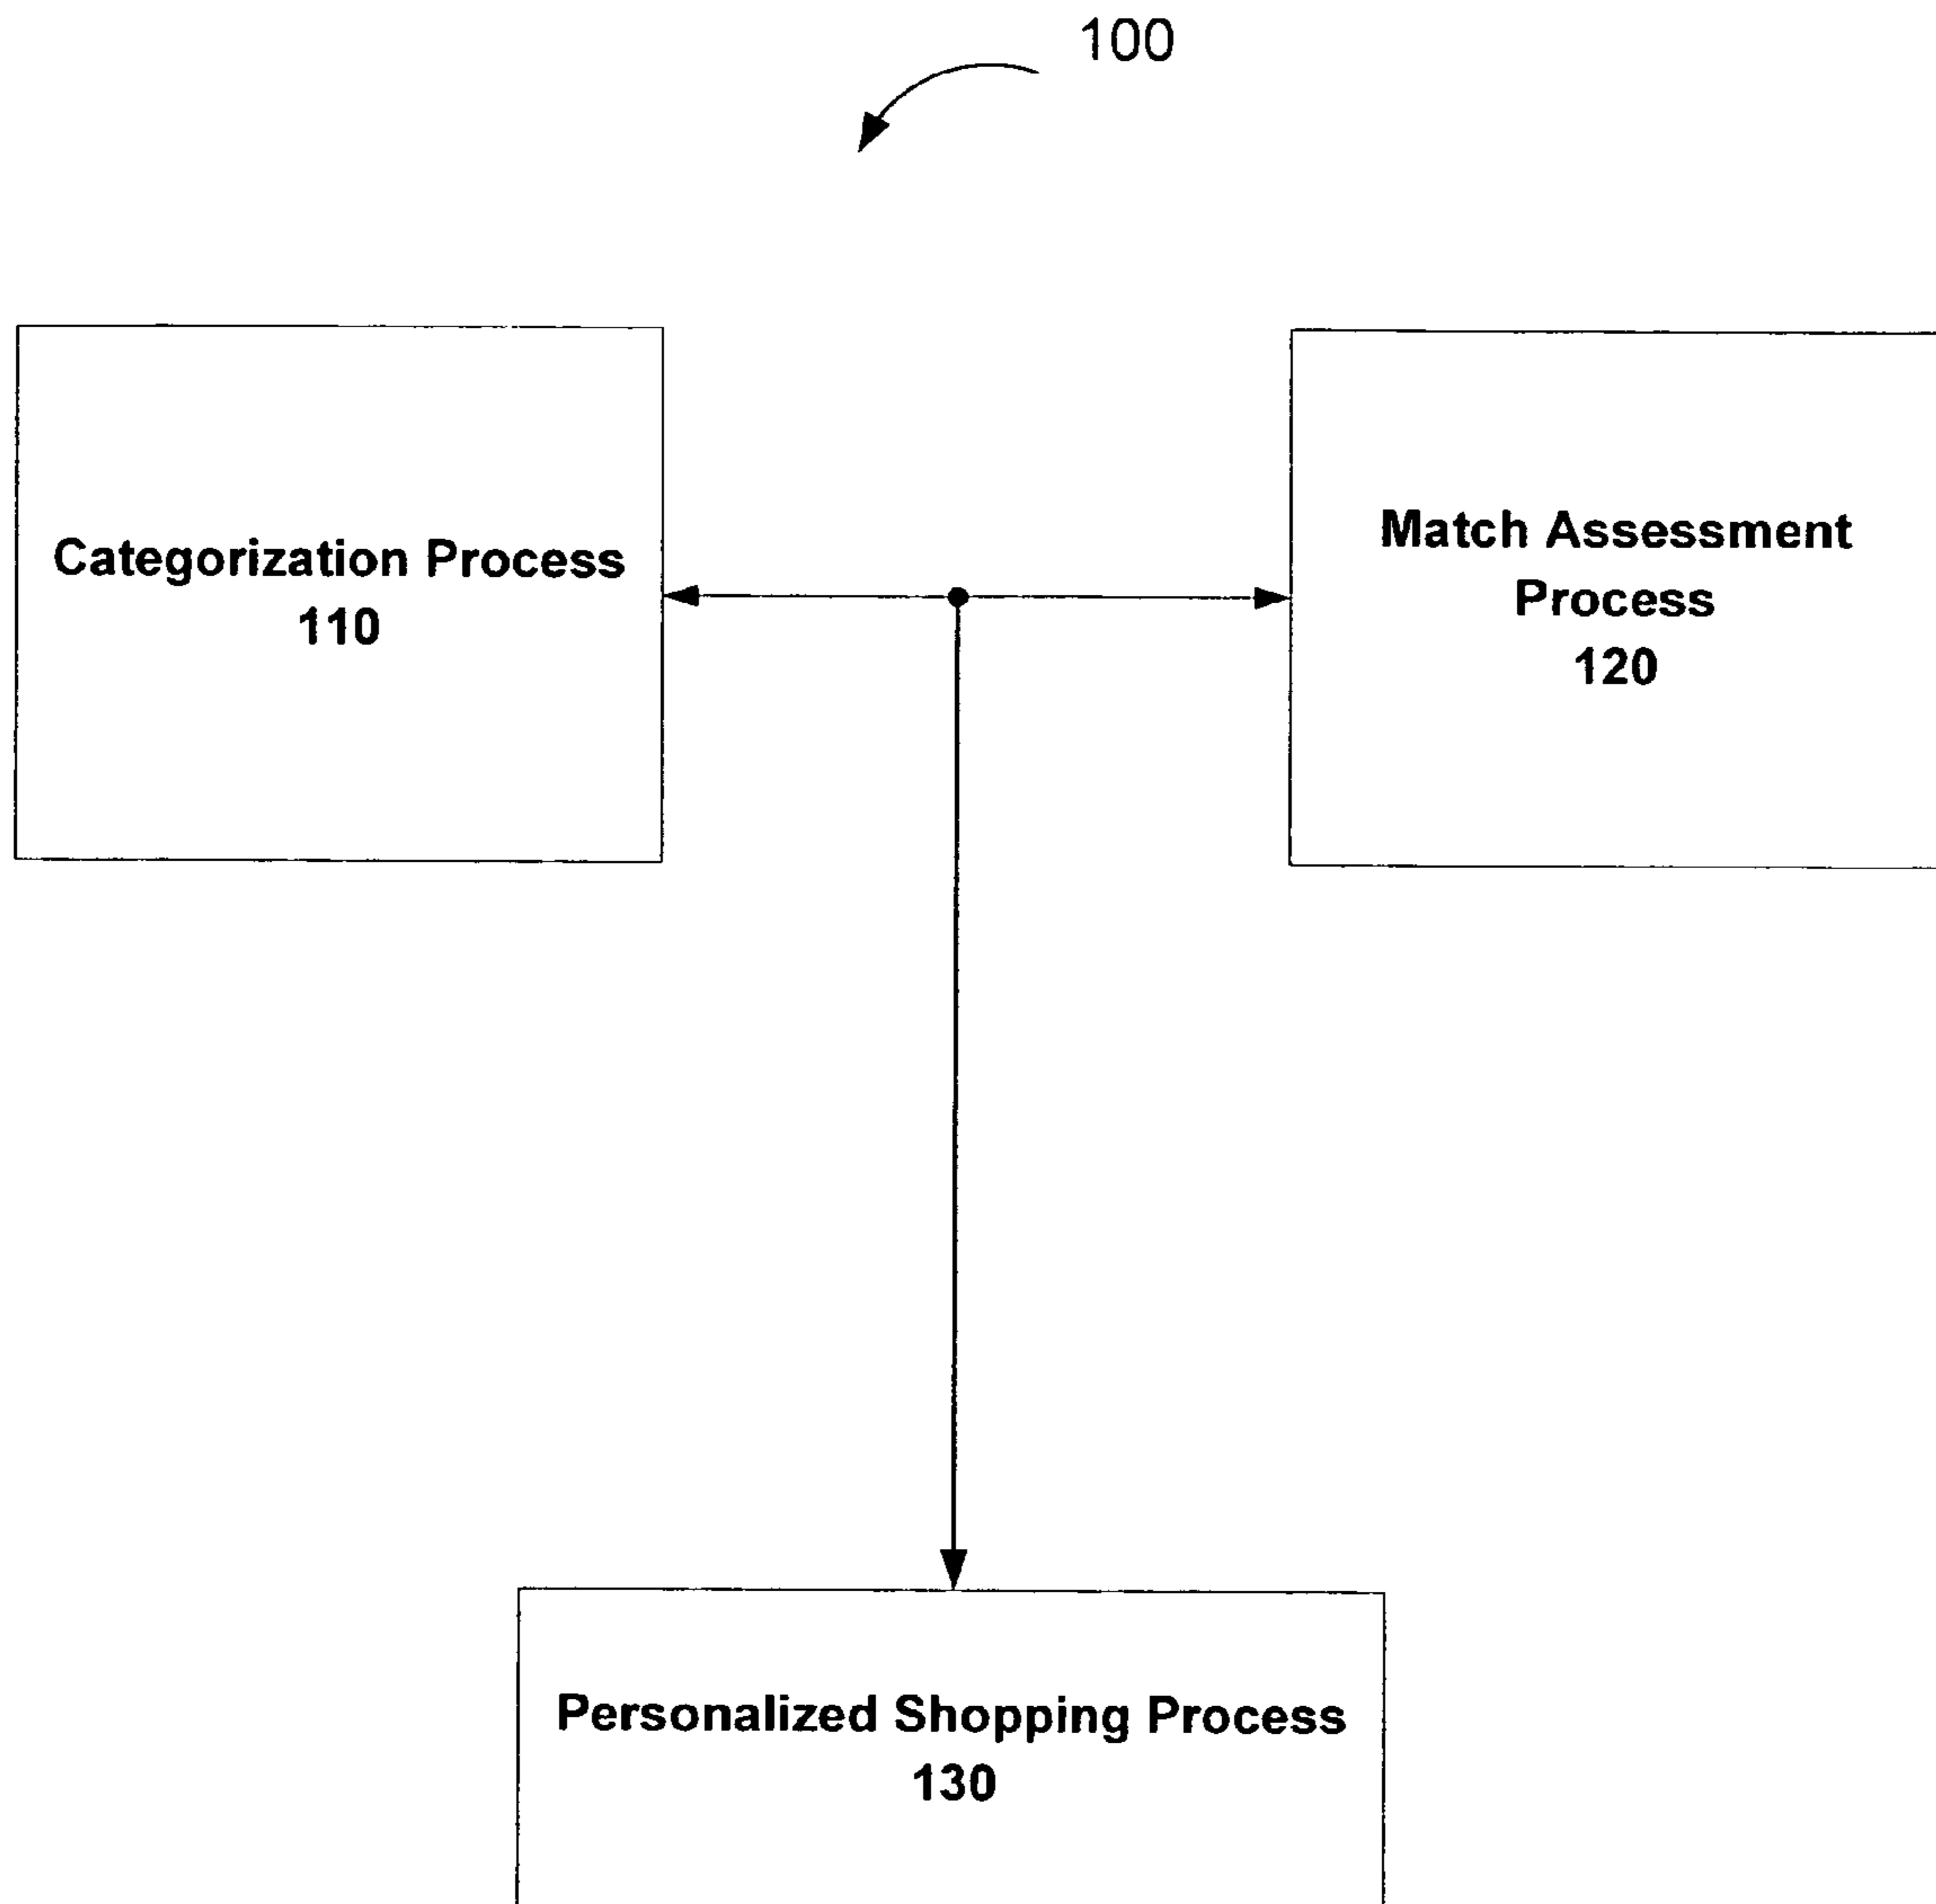 100
Categorization Process
110
Match Assessment
Process
120
Personalized Shopping Process
130